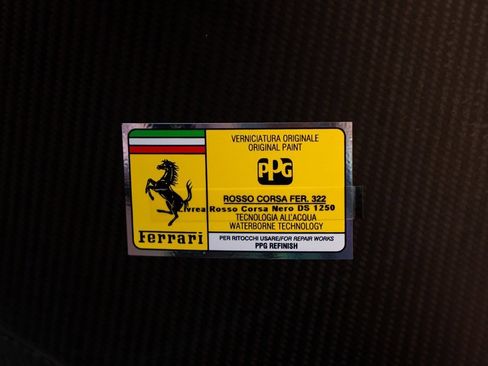 VERNICIATURA ORIGINALE
ORIGINAL PAINT
PPG
ROSSO CORSA FER. 322
Livrea Rosso Corsa Nero DS 1250
TECNOLOGIA ALL'ACQUA
WATERBORNE TECHNOLOGY
Ferrari
PER RITOCCHI USARE/FOR REPAIR WORKS
PPG REFINISH